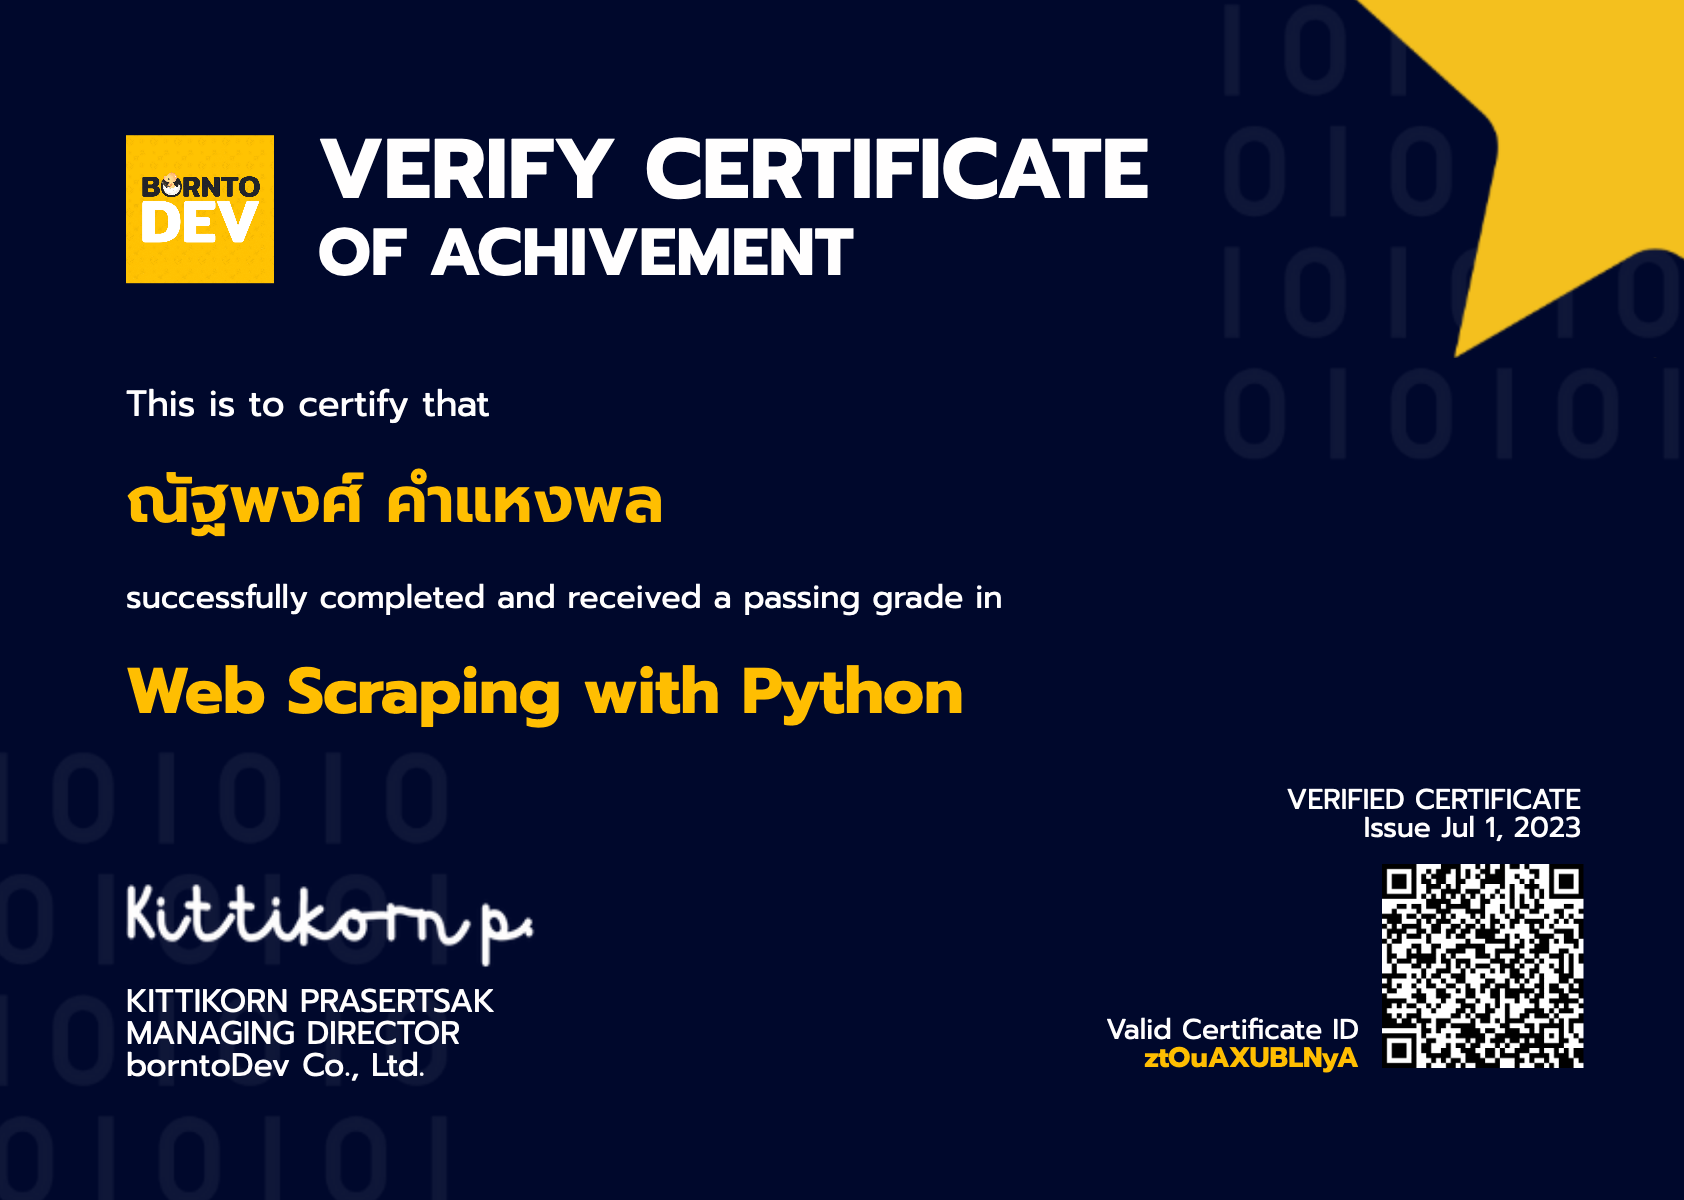 BORNTO
DEV
VERIFY CERTIFICATE
OF ACHIVEMENT
This is to certify that
ณัฐพงศ์ คำแหงพล
successfully completed and received a passing grade in
Web Scraping with Python
VERIFIED CERTIFICATE
Issue Jul 1, 2023
Kittikorn p.
KITTIKORN PRASERTSAK
MANAGING DIRECTOR
borntoDev Co., Ltd.
Valid Certificate ID
ztOuAXUBLNyA